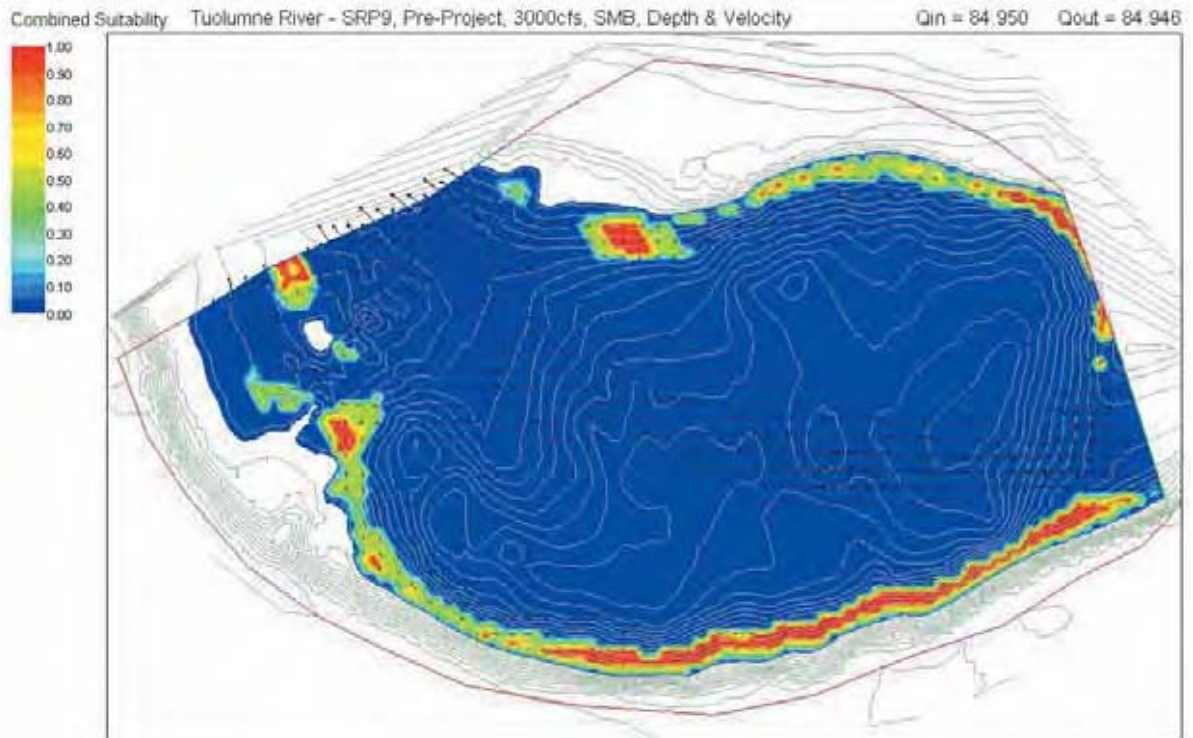 Combined Suitability
Tuolumne River - SRP9, Pre-Project, 3000cfs, SMB, Depth & Velocity
Qin = 84.950
Qout = 84.946
1.00
0.90
0.80
0.70
0.60
0.50
0.40
0.30
0.20
0.10
0.00